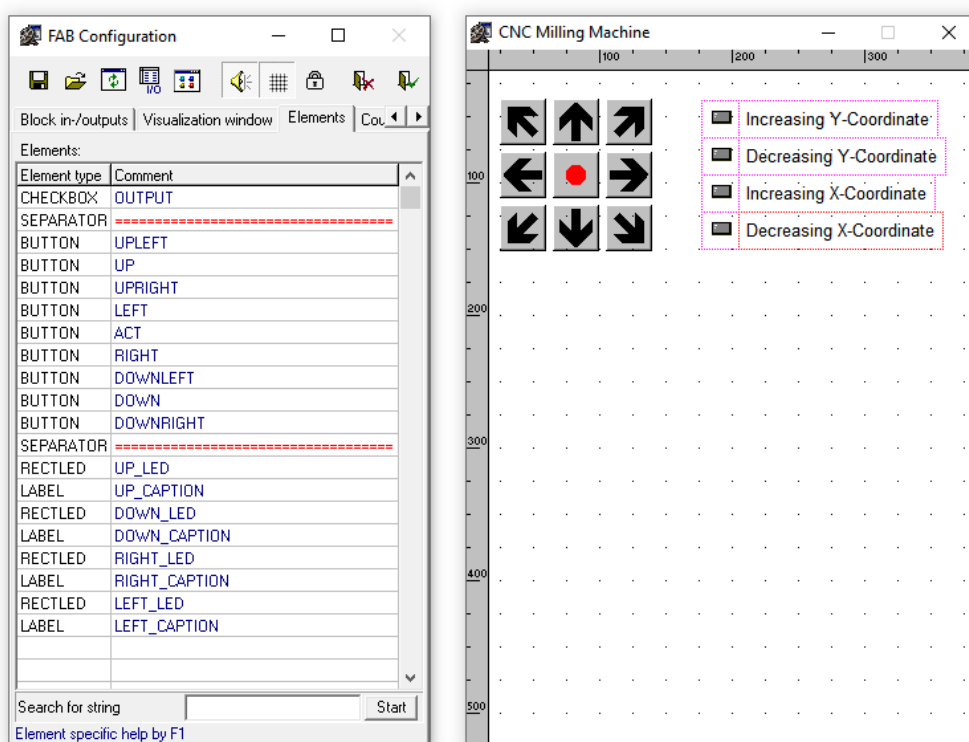 FAB Configuration
I/O
Block in-/outputs Visualization window Elements Cou
Elements:
Element type Comment
CHECKBOX OUTPUT
SEPARATOR ===================================
BUTTON UPLEFT
BUTTON UP
BUTTON UPRIGHT
BUTTON LEFT
BUTTON ACT
BUTTON RIGHT
BUTTON DOWNLEFT
BUTTON DOWN
BUTTON DOWNRIGHT
SEPARATOR ===================================
RECTLED UP_LED
LABEL UP_CAPTION
RECTLED DOWN_LED
LABEL DOWN_CAPTION
RECTLED RIGHT_LED
LABEL RIGHT_CAPTION
RECTLED LEFT_LED
LABEL LEFT_CAPTION
Search for string Start
Element specific help by F1
CNC Milling Machine
100 200 300
Increasing Y-Coordinate
Decreasing Y-Coordinate
100
Increasing X-Coordinate
Decreasing X-Coordinate
200
300
400
500